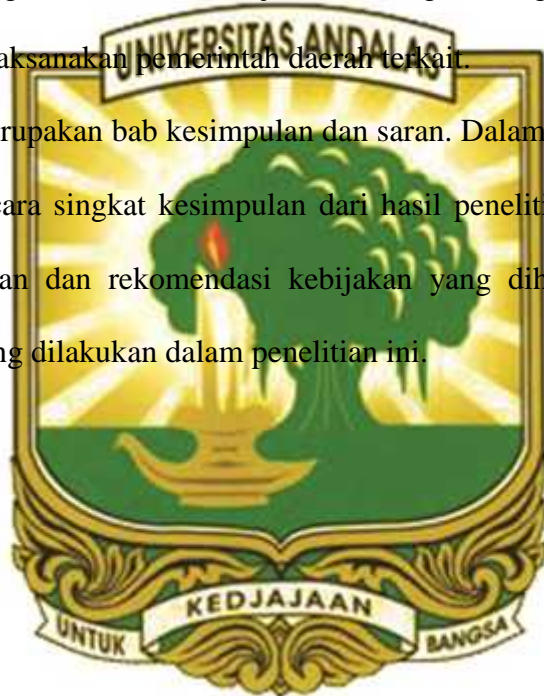 UNIVERSITAS ANDALAS
aksanakan pemerintah daerah terkait.
rupakan bab kesimpulan dan saran. Dalam
cara singkat kesimpulan dari hasil peneliti
an dan rekomendasi kebijakan yang dih
ng dilakukan dalam penelitian ini.
UNTUK KEDJAJAAN BANGSA